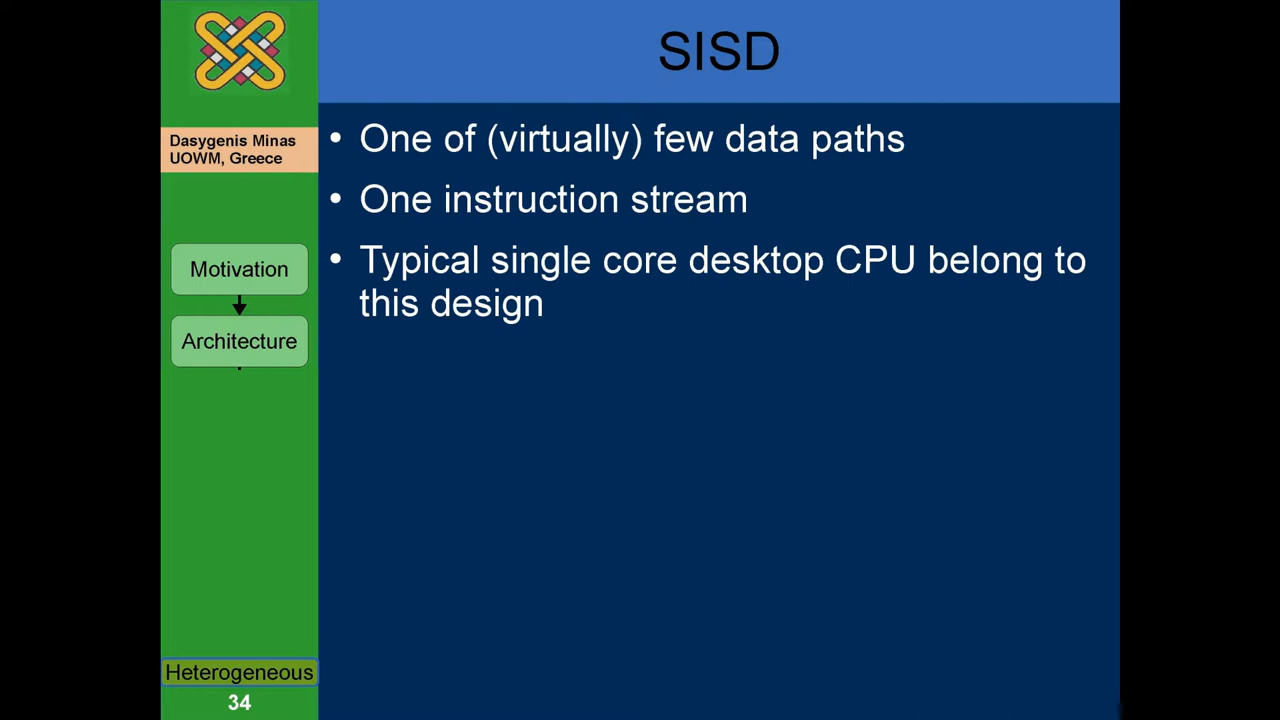 SISD
Dasygenis Minas
UOWM, Greece
Motivation
Architecture
Heterogeneous
34
• One of (virtually) few data paths
• One instruction stream
• Typical single core desktop CPU belong to
this design